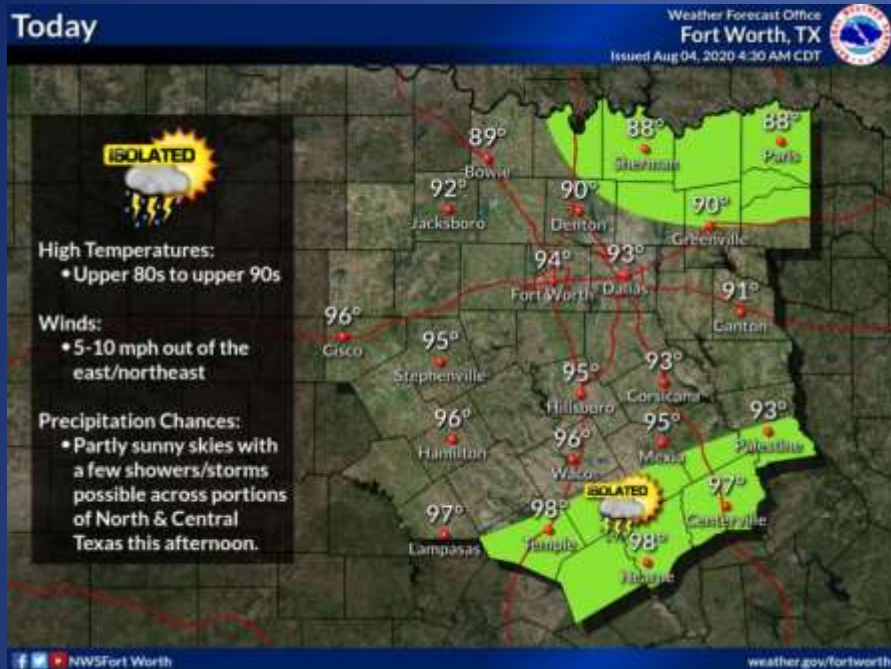 Today
Weather Forecast Office
Fort Worth, TX
Issued Aug 04, 2020 4:30 AM CDT
ISOLATED
High Temperatures:
• Upper 80s to upper 90s
Winds:
• 5-10 mph out of the
east/northeast
Precipitation Chances:
• Partly sunny skies with
a few showers/storms
possible across portions
of North & Central
Texas this afternoon.
89°
Bowie
88°
Sherman
88°
Paris
92°
Jacksboro
90°
Denton
90°
Greenville
94°
Fort Worth
93°
Dallas
91°
Canton
96°
Cisco
95°
Stephenville
95°
Hillsboro
93°
Corsicana
96°
Hamilton
96°
Waco
95°
Mexia
93°
Palestine
ISOLATED
97°
Lampasas
98°
Temple
97°
Centerville
98°
Hearne
NWSFort Worth
weather.gov/fortworth